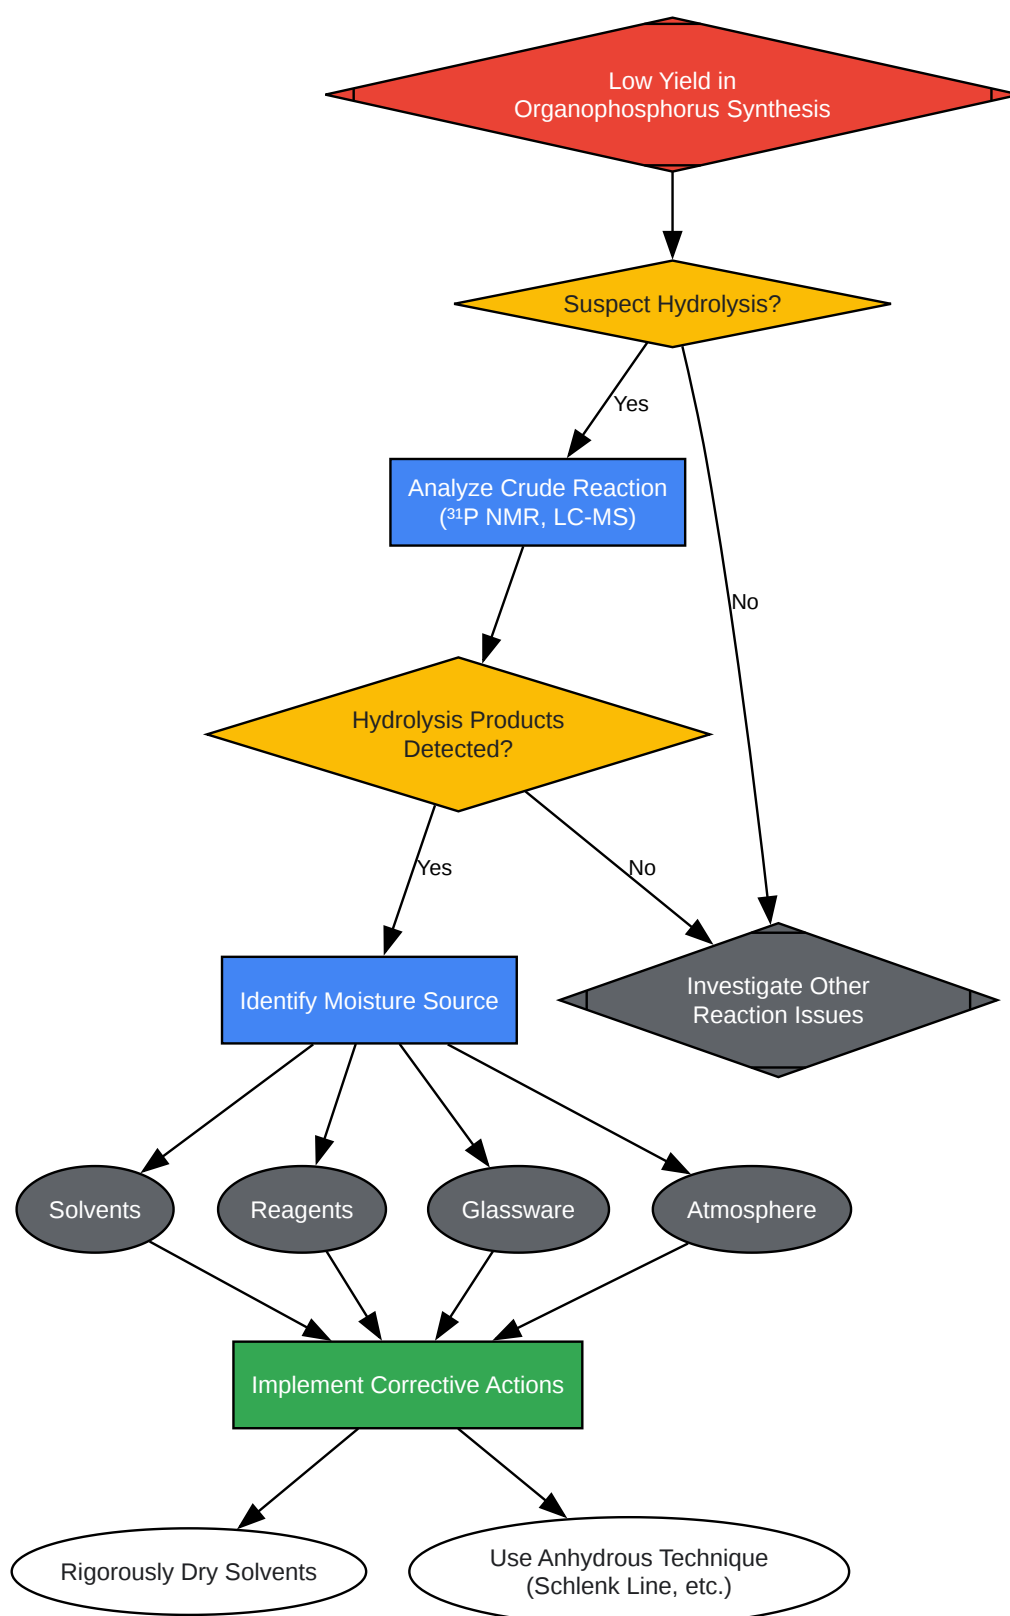 Low Yield in
Organophosphorus Synthesis
Suspect Hydrolysis?
Yes
Analyze Crude Reaction
(³¹P NMR, LC-MS)
No
Hydrolysis Products
Detected?
Yes
No
Identify Moisture Source
Investigate Other
Reaction Issues
Solvents
Reagents
Glassware
Atmosphere
Implement Corrective Actions
Rigorously Dry Solvents
Use Anhydrous Technique
(Schlenk Line, etc.)